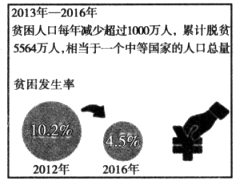 2013年—2016年
贫困人口每年减少超过1000万人，累计脱贫
5564万人，相当于一个中等国家的人口总量
贫困发生率
10.2% 4.5%
2012年 2016年